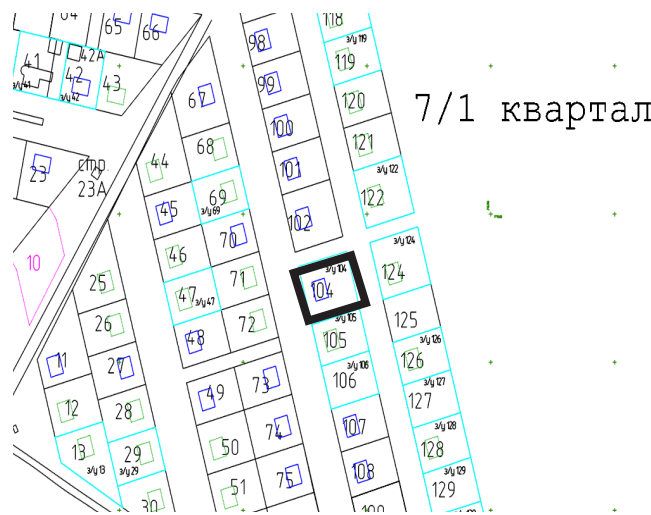 64
65
66
98
118
з/у 119
119
41
42А
42
43
з/у 41
з/у 42
99
67
120
7/1 квартал
100
121
68
стр.
23А
23
44
101
з/у 122
122
69
з/у 69
45
102
70
з/у 124
124
46
10
з/у 104
104
25
47
з/у 47
71
26
72
з/у 105
105
125
48
з/у 126
126
11
27
106
з/у 106
з/у 127
127
49
73
12
28
107
74
з/у 128
128
50
13
з/у 13
29
з/у 29
108
75
з/у 129
129
51
30
109